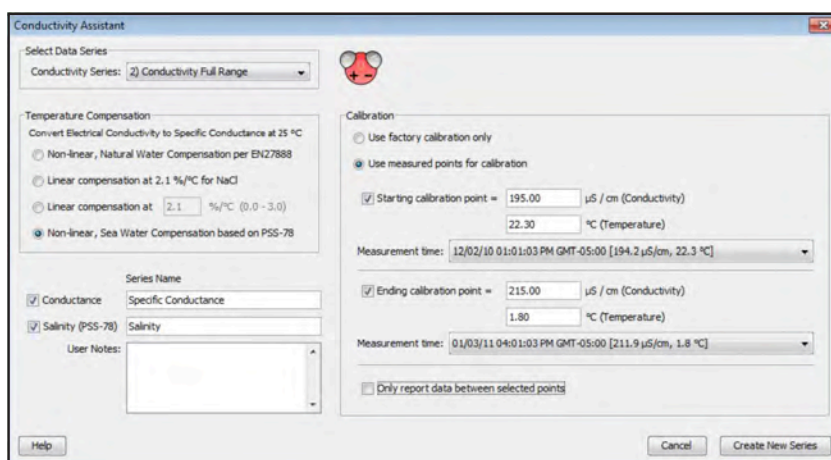 Conductivity Assistant
Select Data Series
Conductivity Series: 2) Conductivity Full Range
+ -
Temperature Compensation
Convert Electrical Conductivity to Specific Conductance at 25 ºC
Non-linear, Natural Water Compensation per EN27888
Linear compensation at 2.1 %/ºC for NaCl
Linear compensation at 2.1 %/ºC (0.0 - 3.0)
Non-linear, Sea Water Compensation based on PSS-78
Series Name
Conductance Specific Conductance
Salinity (PSS-78) Salinity
User Notes:
Calibration
Use factory calibration only
Use measured points for calibration
Starting calibration point = 195.00 µS / cm (Conductivity)
22.30 ºC (Temperature)
Measurement time: 12/02/10 01:01:03 PM GMT-05:00 [194.2 µS/cm, 22.3 ºC]
Ending calibration point = 215.00 µS / cm (Conductivity)
1.80 ºC (Temperature)
Measurement time: 01/03/11 04:01:03 PM GMT-05:00 [211.9 µS/cm, 1.8 ºC]
Only report data between selected points
Help
Cancel
Create New Series